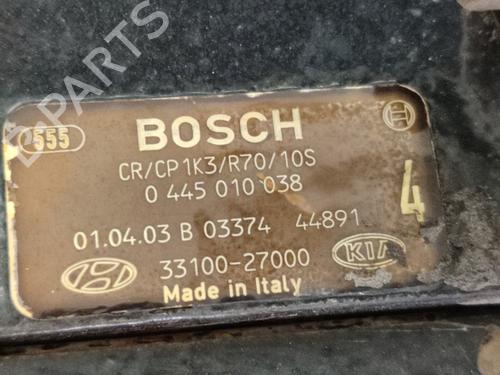 B-PARTS
555
BOSCH
CR/CP1K3/R70/10S
0 445 010 038
4
01.04.03 B 03374 44891
33100-27000
KIA
Made in Italy